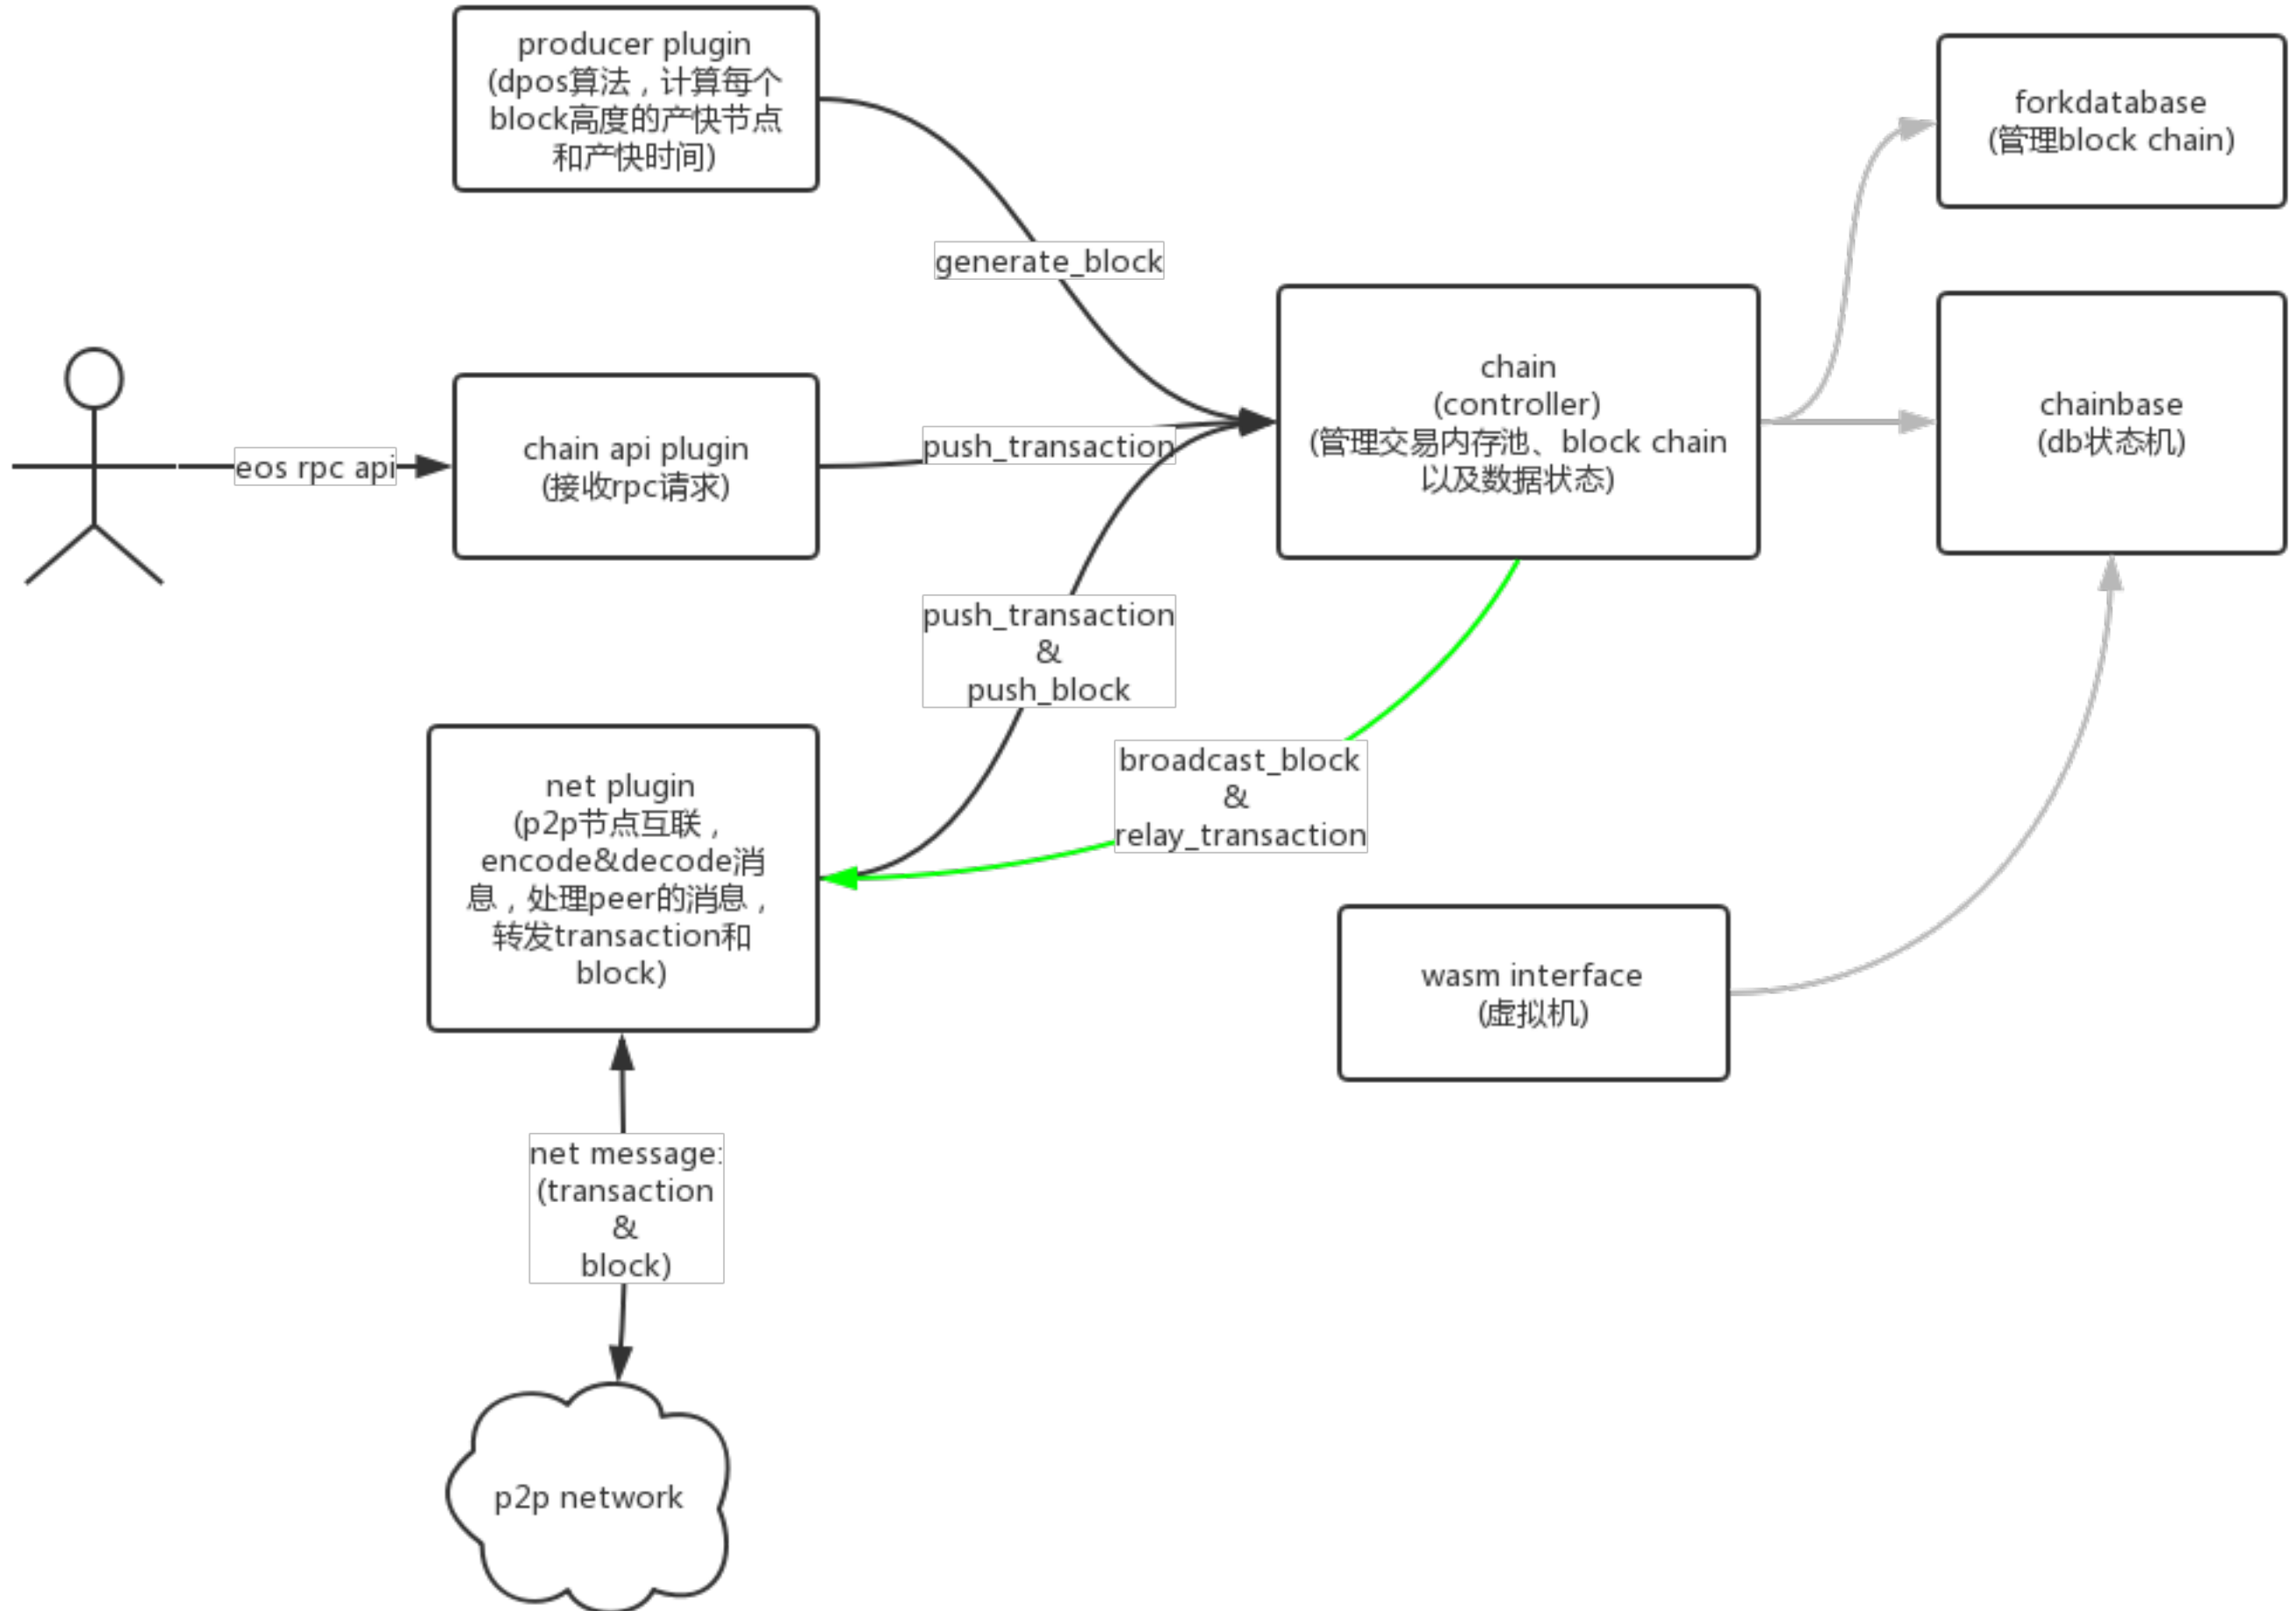 producer plugin
(dpos算法，计算每个
block高度的产快节点
和产快时间)
forkdatabase
(管理block chain)
generate_block
chain
(controller)
(管理交易内存池、block chain
以及数据状态)
chainbase
(db状态机)
eos rpc api
chain api plugin
(接收rpc请求)
push_transaction
push_transaction
&
push_block
broadcast_block
&
relay_transaction
net plugin
(p2p节点互联，
encode&decode消
息，处理peer的消息，
转发transaction和
block)
wasm interface
(虚拟机)
net message:
(transaction
&
block)
p2p network